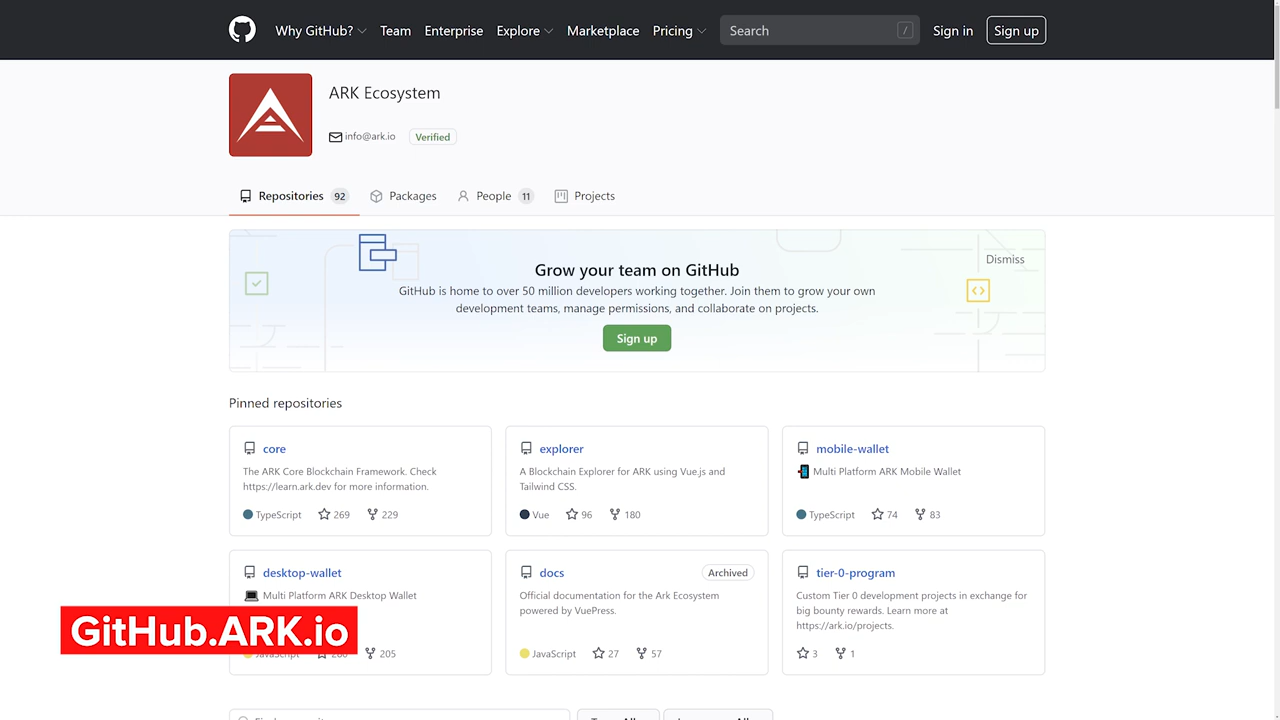 Why GitHub? Team Enterprise Explore Marketplace Pricing Search / Sign in Sign up
ARK Ecosystem
info@ark.io Verified
Repositories 92 Packages People 11 Projects
Dismiss
Grow your team on GitHub
GitHub is home to over 50 million developers working together. Join them to grow your own
development teams, manage permissions, and collaborate on projects.
Sign up
Pinned repositories
core
The ARK Core Blockchain Framework. Check
https://learn.ark.dev for more information.
TypeScript 269 229
explorer
A Blockchain Explorer for ARK using Vue.js and
Tailwind CSS.
Vue 96 180
mobile-wallet
Multi Platform ARK Mobile Wallet
TypeScript 74 83
desktop-wallet
Multi Platform ARK Desktop Wallet
JavaScript 205
docs Archived
Official documentation for the Ark Ecosystem
powered by VuePress.
JavaScript 27 57
tier-0-program
Custom Tier 0 development projects in exchange for
big bounty rewards. Learn more at
https://ark.io/projects.
3 1
GitHub.ARK.io